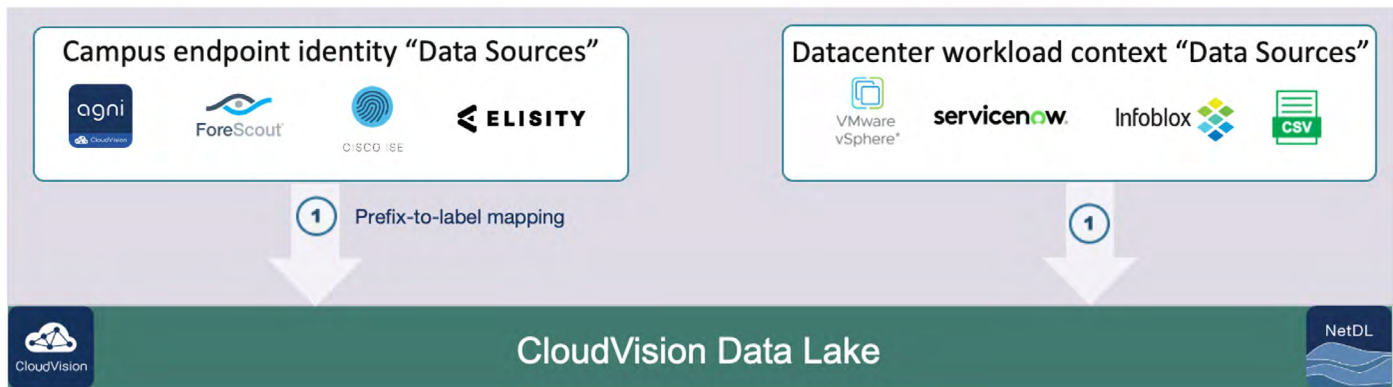 Campus endpoint identity “Data Sources”
agni
CloudVision
ForeScout
CISCO ISE
ELISITY
Datacenter workload context “Data Sources”
VMware
vSphere®
servicenow.
Infoblox
CSV
1 Prefix-to-label mapping
1
CloudVision
CloudVision Data Lake
NetDL